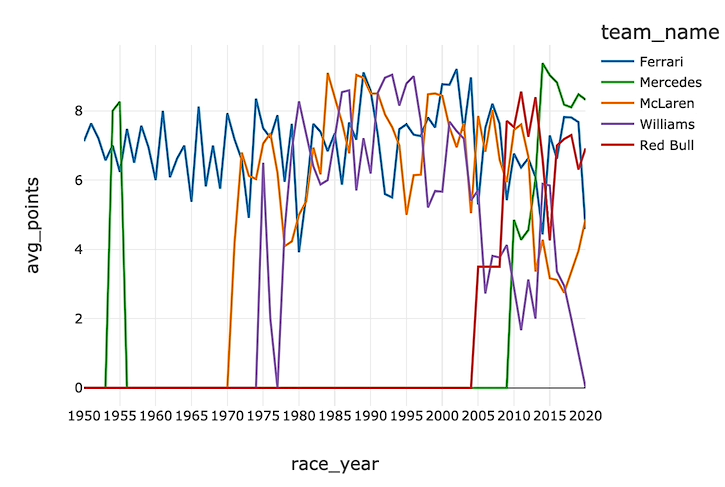 team_name
Ferrari
Mercedes
McLaren
Williams
Red Bull
avg_points
8
6
4
2
0
1950 1955 1960 1965 1970 1975 1980 1985 1990 1995 2000 2005 2010 2015 2020
race_year